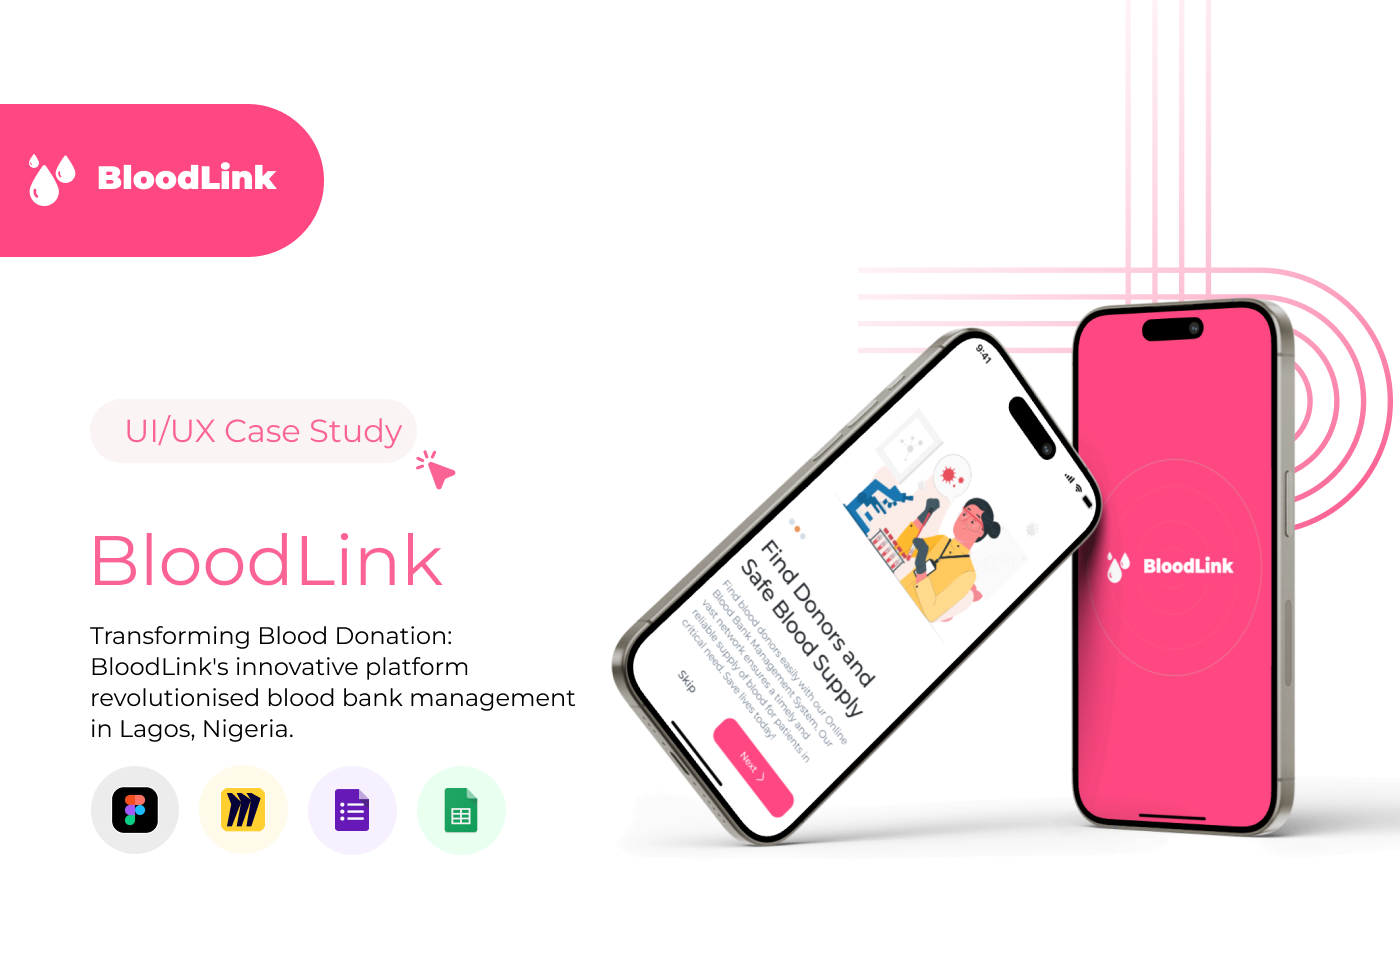 BloodLink
UI/UX Case Study
BloodLink
Transforming Blood Donation:
BloodLink's innovative platform
revolutionised blood bank management
in Lagos, Nigeria.
9:41
Find Donors and
Safe Blood Supply
Find blood donors easily with our Online
Blood Bank Management System. Our
vast network ensures a timely and
reliable supply of blood for patients in
critical need. Save lives today!
Skip
Next
BloodLink